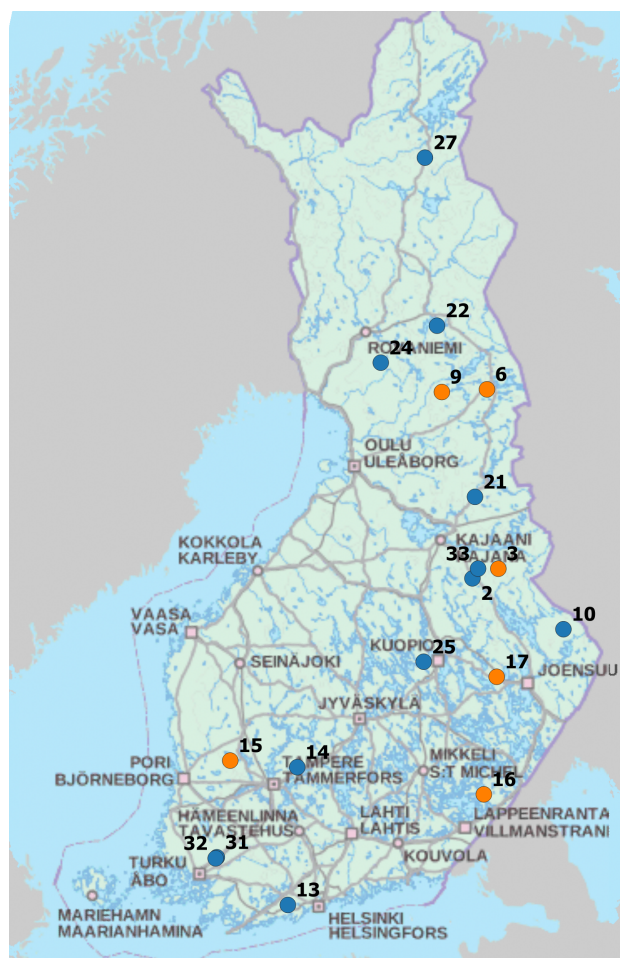 27
22
ROVANIEMI
24
9
6
OULU
ULEÅBORG
21
KOKKOLA
KARLEBY
KAJAANI
KAJANA
33
3
2
10
VAASA
VASA
KUOPIO
25
SEINÄJOKI
17
JOENSUU
JYVÄSKYLÄ
15
14
PORI
BJÖRNEBORG
TAMPERE
TAMMERFORS
MIKKELI
S:T MICHEL
16
HÄMEENLINNA
TAVASTEHUS
LAHTI
LAHTIS
LAPPEENRANTA
VILLMANSTRAN
KOUVOLA
32
31
TURKU
ÅBO
13
MARIEHAMN
MAARIANHAMINA
HELSINKI
HELSINGFORS